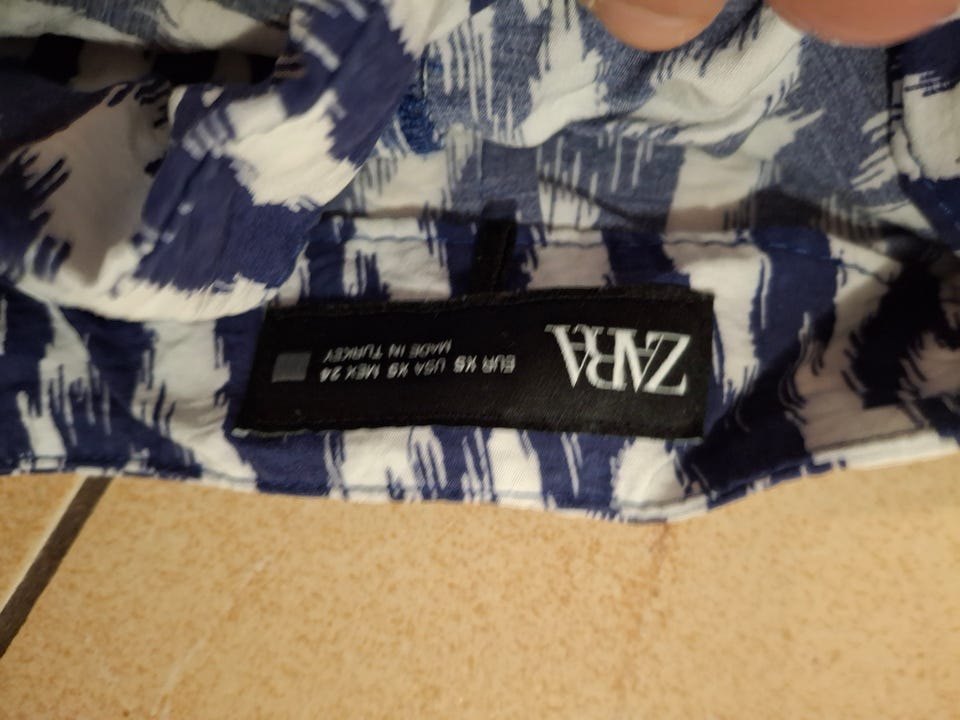 ZARA
EUR XS USA XS MEX 24
MADE IN TURKEY